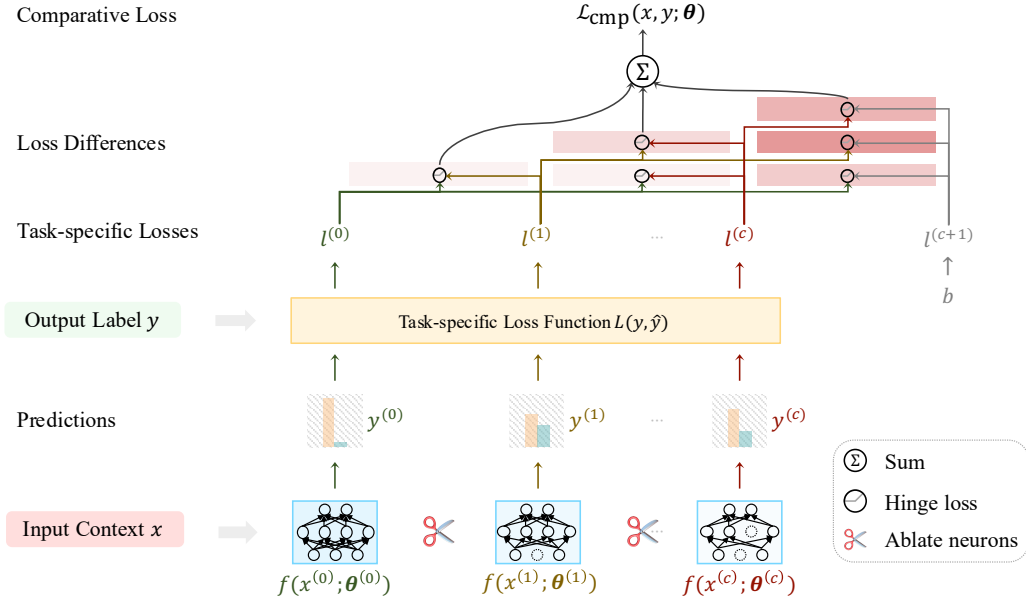 Comparative Loss
ℒcmp(x, y; θ)
Σ
Loss Differences
Task-specific Losses
l(0)
l(1)
...
l(c)
l(c+1)
b
Output Label y
Task-specific Loss Function L(y, ŷ)
Predictions
y(0)
y(1)
...
y(c)
Σ Sum
Hinge loss
Ablate neurons
Input Context x
...
f(x(0); θ(0))
f(x(1); θ(1))
f(x(c); θ(c))